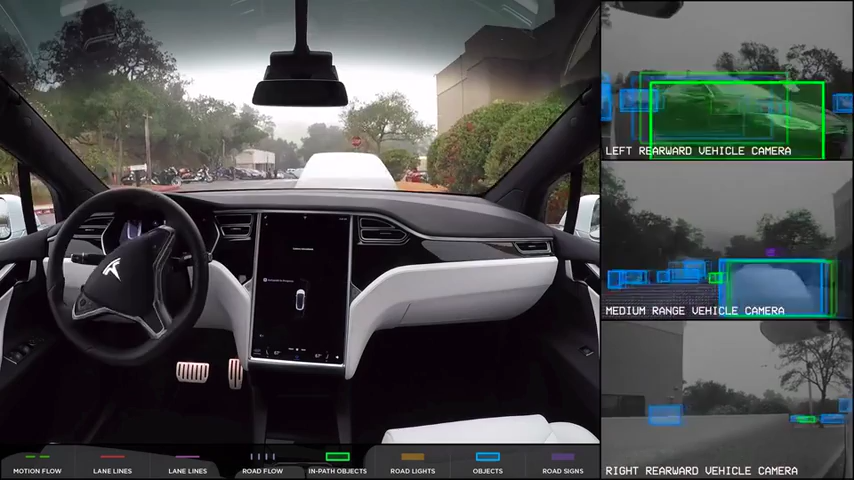 LEFT REARWARD VEHICLE CAMERA
MEDIUM RANGE VEHICLE CAMERA
RIGHT REARWARD VEHICLE CAMERA
MOTION FLOW
LANE LINES
LANE LINES
ROAD FLOW
IN-PATH OBJECTS
ROAD LIGHTS
OBJECTS
ROAD SIGNS